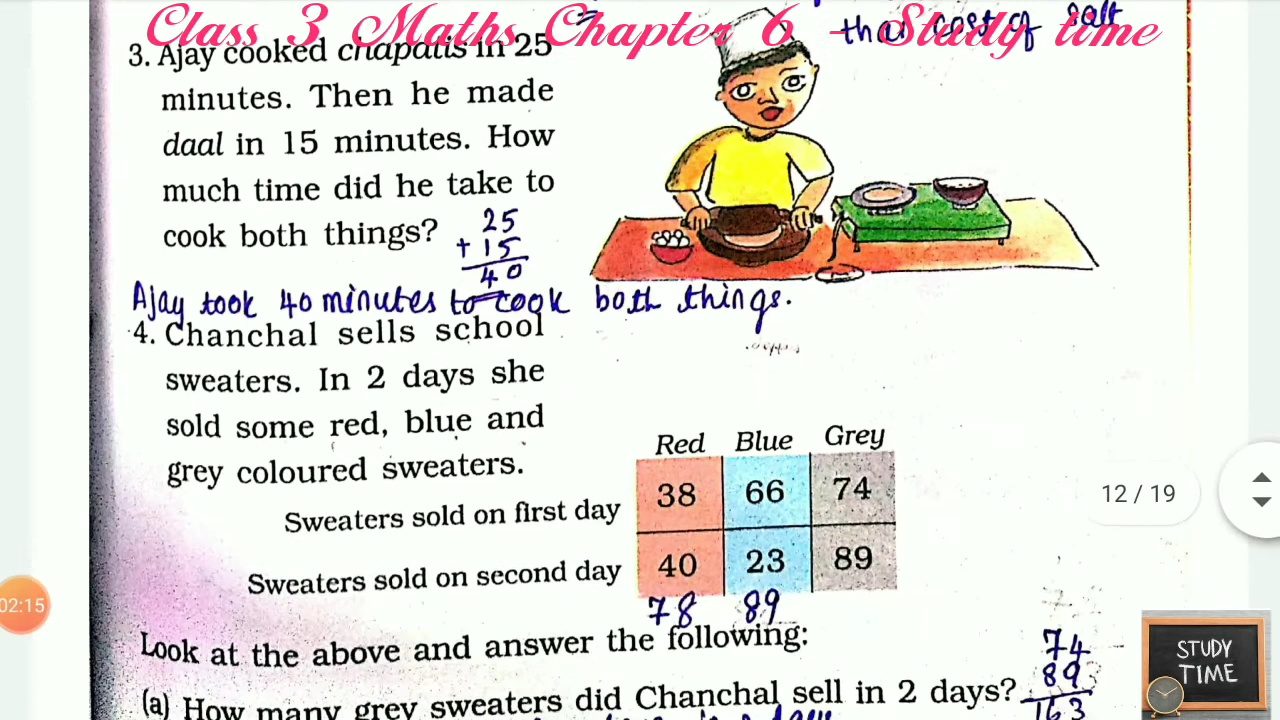 Class 3 Maths Chapter 6 - Study time
than cost of salt
3. Ajay cooked chapatis in 25
minutes. Then he made
daal in 15 minutes. How
much time did he take to
cook both things?
25
+ 15
40
Ajay took 40 minutes to cook both things.
4. Chanchal sells school
sweaters. In 2 days she
sold some red, blue and
grey coloured sweaters.
Red Blue Grey
Sweaters sold on first day 38 66 74
Sweaters sold on second day 40 23 89
78 89
12 / 19
02:15
Look at the above and answer the following:
74
89
163
(a) How many grey sweaters did Chanchal sell in 2 days?
STUDY
TIME